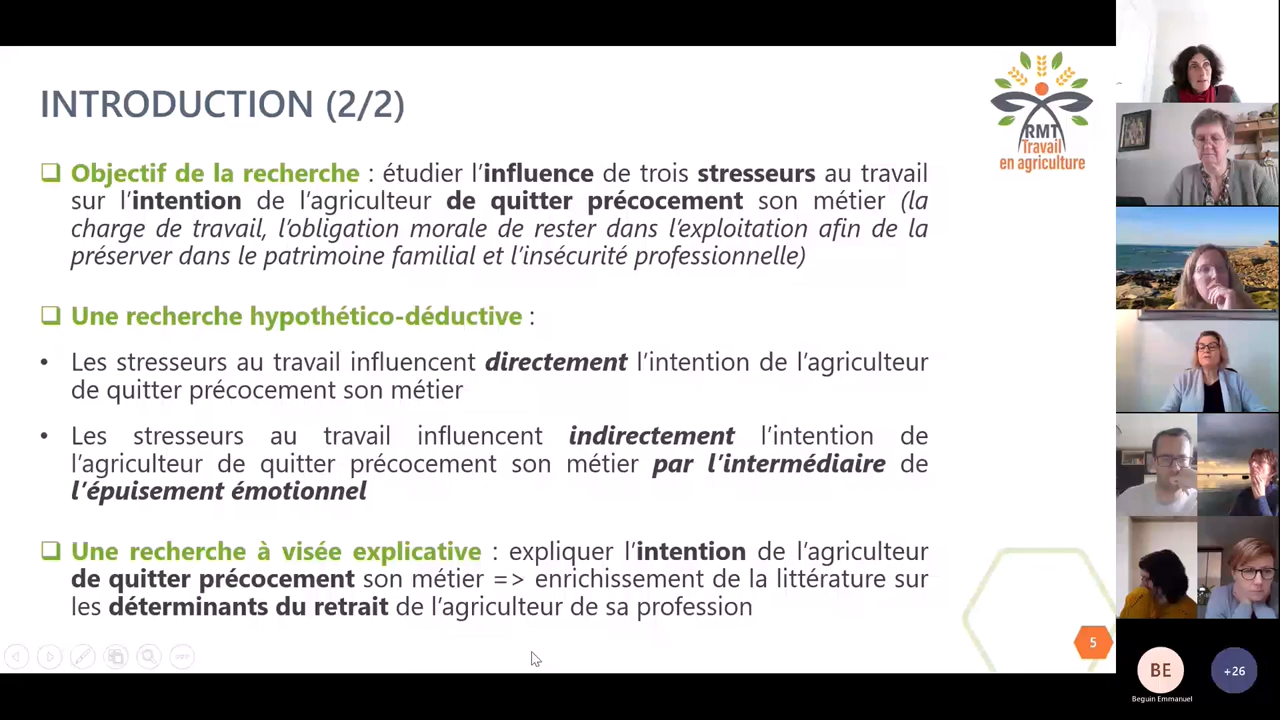 INTRODUCTION (2/2)
RMT
Travail
en agriculture
❑ Objectif de la recherche : étudier l’influence de trois stresseurs au travail
sur l’intention de l’agriculteur de quitter précocement son métier (la
charge de travail, l’obligation morale de rester dans l’exploitation afin de la
préserver dans le patrimoine familial et l’insécurité professionnelle)
❑ Une recherche hypothético-déductive :
• Les stresseurs au travail influencent directement l’intention de l’agriculteur
de quitter précocement son métier
• Les stresseurs au travail influencent indirectement l’intention de
l’agriculteur de quitter précocement son métier par l’intermédiaire de
l’épuisement émotionnel
❑ Une recherche à visée explicative : expliquer l’intention de l’agriculteur
de quitter précocement son métier => enrichissement de la littérature sur
les déterminants du retrait de l’agriculteur de sa profession
5
BE
Beguin Emmanuel
+26